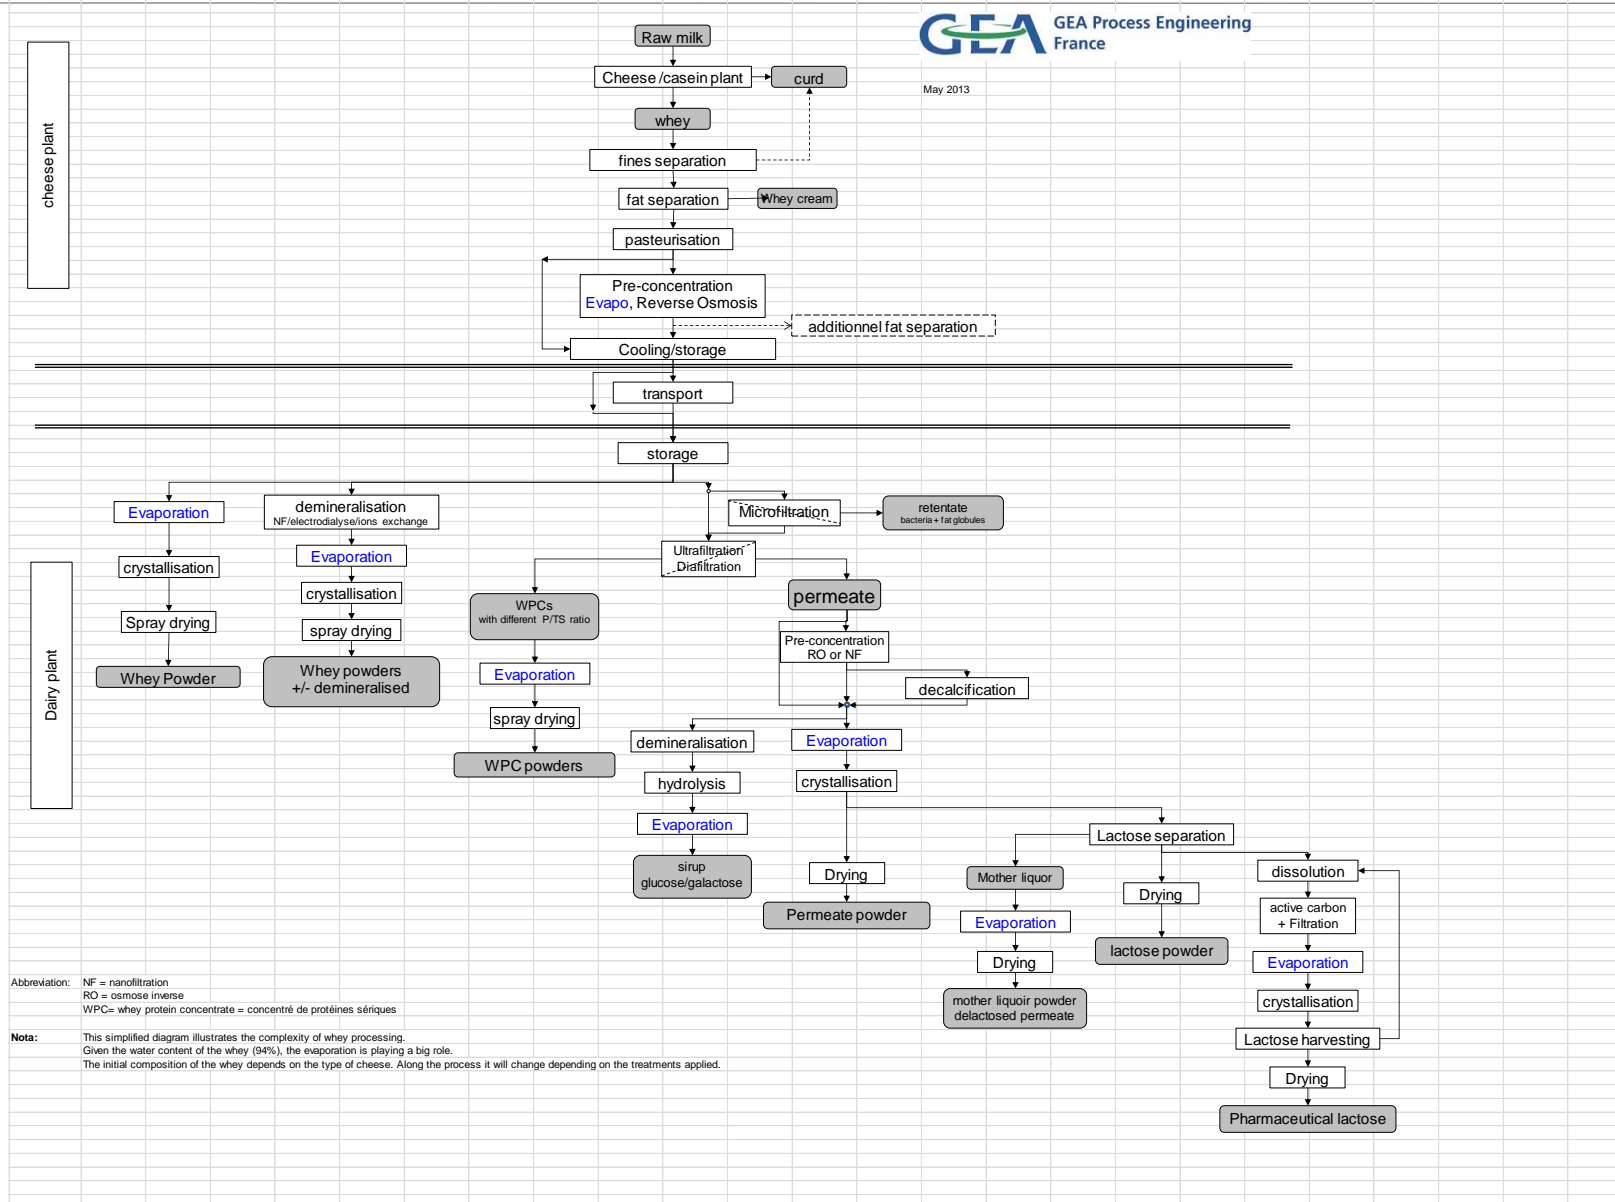 GEA Process Engineering
France
May 2013
cheese plant
Raw milk
Cheese /casein plant
curd
whey
fines separation
fat separation
Whey cream
pasteurisation
Pre-concentration
Evapo, Reverse Osmosis
additionnel fat separation
Cooling/storage
transport
storage
Dairy plant
Evaporation
crystallisation
Spray drying
Whey Powder
demineralisation
NF/electrodialyse/ions exchange
Evaporation
crystallisation
spray drying
Whey powders
+/- demineralised
Microfiltration
retentate
bacteria + fat globules
Ultrafiltration
Diafiltration
WPCs
with different P/TS ratio
Evaporation
spray drying
WPC powders
permeate
Pre-concentration
RO or NF
decalcification
demineralisation
hydrolysis
Evaporation
sirup
glucose/galactose
Evaporation
crystallisation
Drying
Permeate powder
Lactose separation
Mother liquor
Evaporation
Drying
mother liquoir powder
delactosed permeate
Drying
lactose powder
dissolution
active carbon
+ Filtration
Evaporation
crystallisation
Lactose harvesting
Drying
Pharmaceutical lactose
Abbreviation: NF = nanofiltration
RO = osmose inverse
WPC= whey protein concentrate = concentré de protéines sériques
Nota: This simplified diagram illustrates the complexity of whey processing.
Given the water content of the whey (94%), the evaporation is playing a big role.
The initial composition of the whey depends on the type of cheese. Along the process it will change depending on the treatments applied.